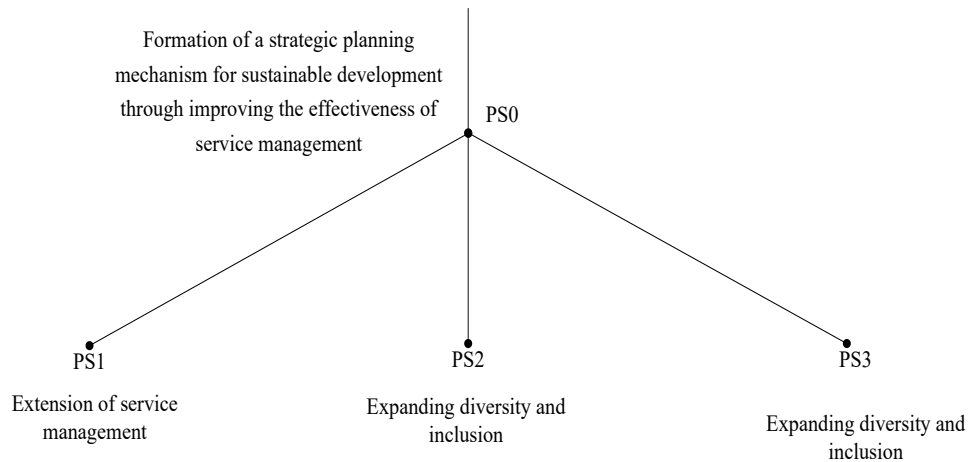 Formation of a strategic planning
mechanism for sustainable development
through improving the effectiveness of
service management
PS0
PS1
Extension of service
management
PS2
Expanding diversity and
inclusion
PS3
Expanding diversity and
inclusion